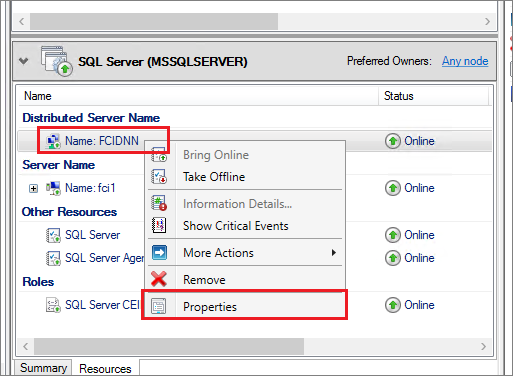 SQL Server (MSSQLSERVER)
Preferred Owners: Any node
Name
Status
Distributed Server Name
Name: FCIDNN
Online
Bring Online
Server Name
Take Offline
Name: fci1
Online
Information Details...
Other Resources
Show Critical Events
SQL Server
Online
More Actions
SQL Server Agen
Online
Roles
Remove
SQL Server CEI
Properties
Online
Summary
Resources